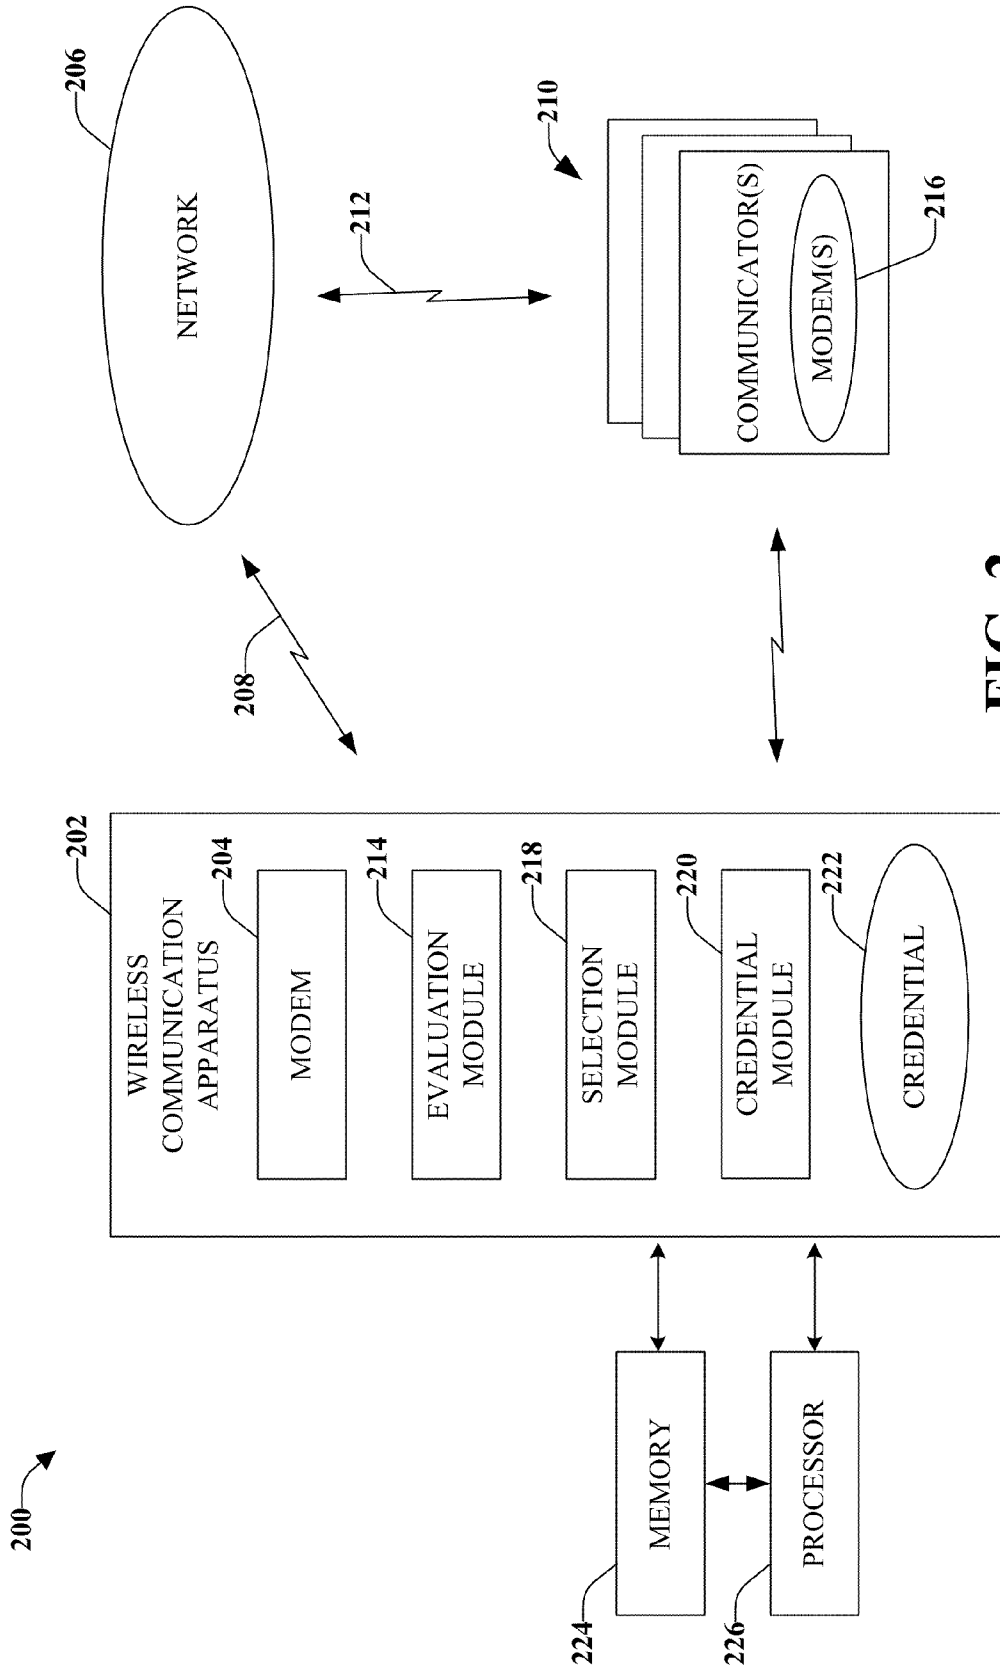 200
202
WIRELESS
COMMUNICATION
APPARATUS
204
MODEM
214
EVALUATION
MODULE
218
SELECTION
MODULE
220
CREDENTIAL
MODULE
222
CREDENTIAL
224
MEMORY
226
PROCESSOR
206
NETWORK
208
212
210
COMMUNICATOR(S)
MODEM(S)
216
FIG.